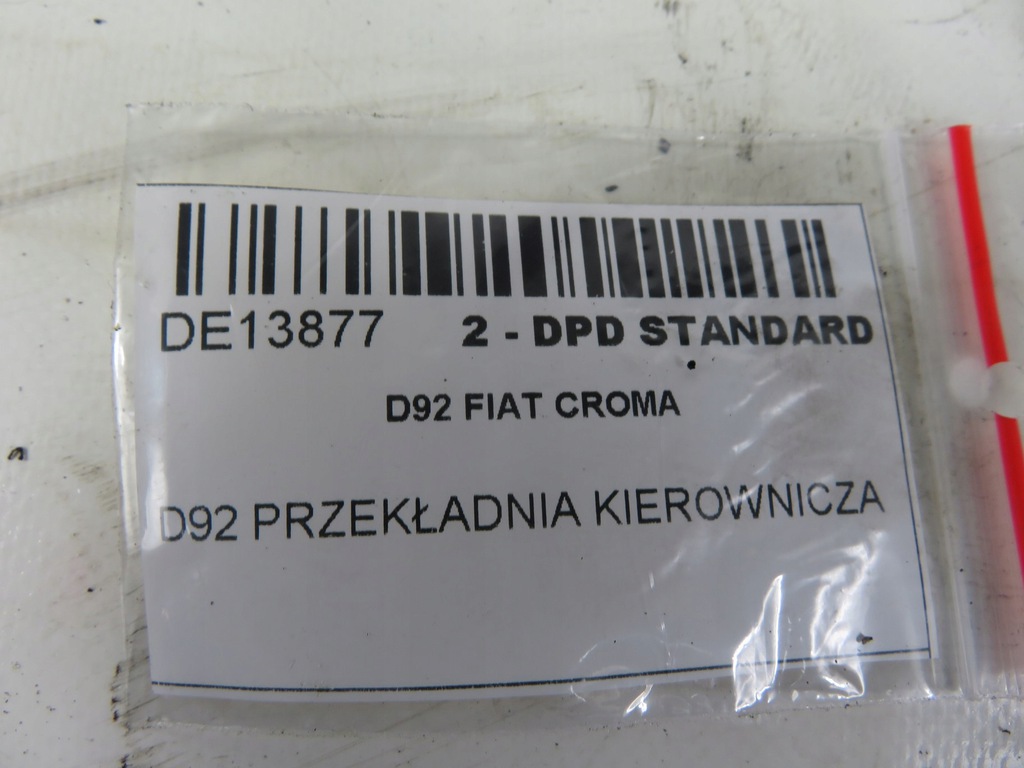 DE13877 2 - DPD STANDARD
D92 FIAT CROMA
D92 PRZEKŁADNIA KIEROWNICZA